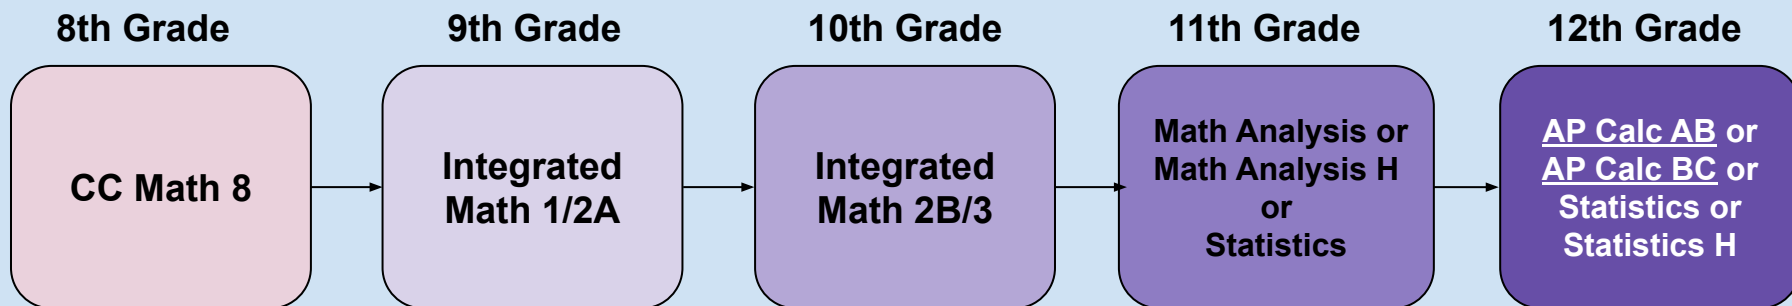 8th Grade
9th Grade
10th Grade
11th Grade
12th Grade
CC Math 8
Integrated
Math 1/2A
Integrated
Math 2B/3
Math Analysis or
Math Analysis H
or
Statistics
AP Calc AB or
AP Calc BC or
Statistics or
Statistics H